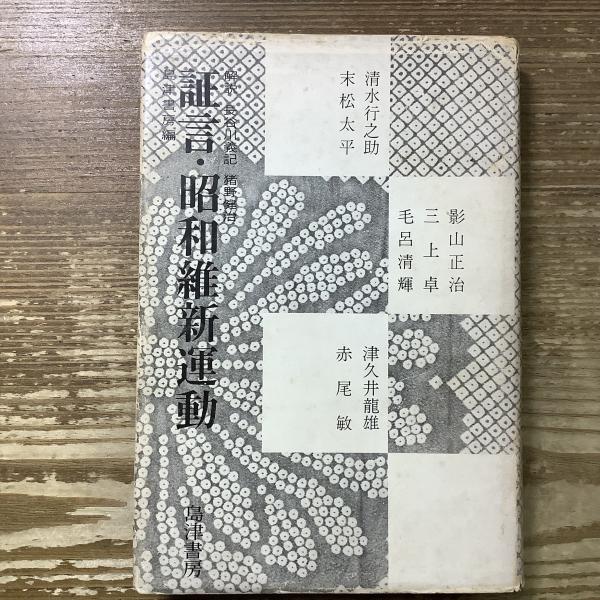 清水行之助
末松太平
影山正治
三上卓
毛呂清輝
津久井龍雄
赤尾敏
解説 長谷川義記 猪野健治
証言・昭和維新運動
島津書房編
島津書房